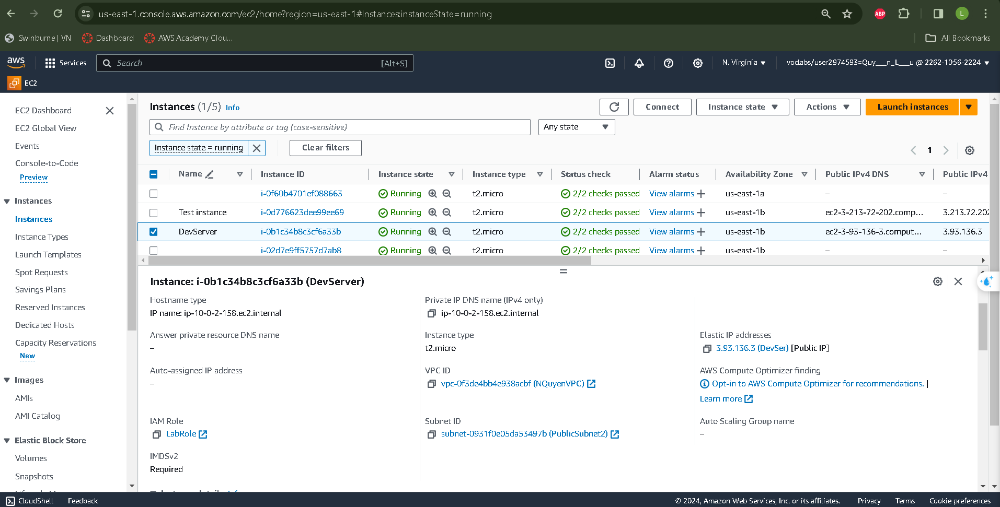 us-east-1.console.aws.amazon.com/ec2/home?region=us-east-1#Instances:instanceState=running
ABP
L
Swinburne | VN
Dashboard
AWS Academy Clou...
All Bookmarks
aws
Services
Search
[Alt+S]
N. Virginia
voclabs/user2974593=Quy___n_L___u @ 2262-1056-2224
EC2
EC2 Dashboard
EC2 Global View
Events
Console-to-Code
Preview
Instances
Instances
Instance Types
Launch Templates
Spot Requests
Savings Plans
Reserved Instances
Dedicated Hosts
Capacity Reservations
New
Images
AMIs
AMI Catalog
Elastic Block Store
Volumes
Snapshots
Instances (1/5) Info
Connect
Instance state
Actions
Launch instances
Find Instance by attribute or tag (case-sensitive)
Any state
Instance state = running
Clear filters
1
Name Instance ID Instance state Instance type Status check Alarm status Availability Zone Public IPv4 DNS Public IPv4
i-0f60b4701ef088663 Running t2.micro 2/2 checks passed View alarms + us-east-1a – –
Test instance i-0d776623dee99ee69 Running t2.micro 2/2 checks passed View alarms + us-east-1b ec2-3-213-72-202.comp... 3.213.72.202
DevServer i-0b1c34b8c3cf6a33b Running t2.micro 2/2 checks passed View alarms + us-east-1b ec2-3-93-136-3.comput... 3.93.136.3
i-02d7e9ff5757d7ab8 Running t2.micro 2/2 checks passed View alarms + us-east-1b – –
Instance: i-0b1c34b8c3cf6a33b (DevServer)
Hostname type
IP name: ip-10-0-2-158.ec2.internal
Private IP DNS name (IPv4 only)
ip-10-0-2-158.ec2.internal
Answer private resource DNS name
–
Instance type
t2.micro
Elastic IP addresses
3.93.136.3 (DevSer) [Public IP]
Auto-assigned IP address
–
VPC ID
vpc-0f3de4bb4e938acbf (NQuyenVPC)
AWS Compute Optimizer finding
Opt-in to AWS Compute Optimizer for recommendations. |
Learn more
IAM Role
LabRole
Subnet ID
subnet-0931f0e05da53497b (PublicSubnet2)
Auto Scaling Group name
–
IMDSv2
Required
CloudShell
Feedback
© 2024, Amazon Web Services, Inc. or its affiliates.
Privacy
Terms
Cookie preferences